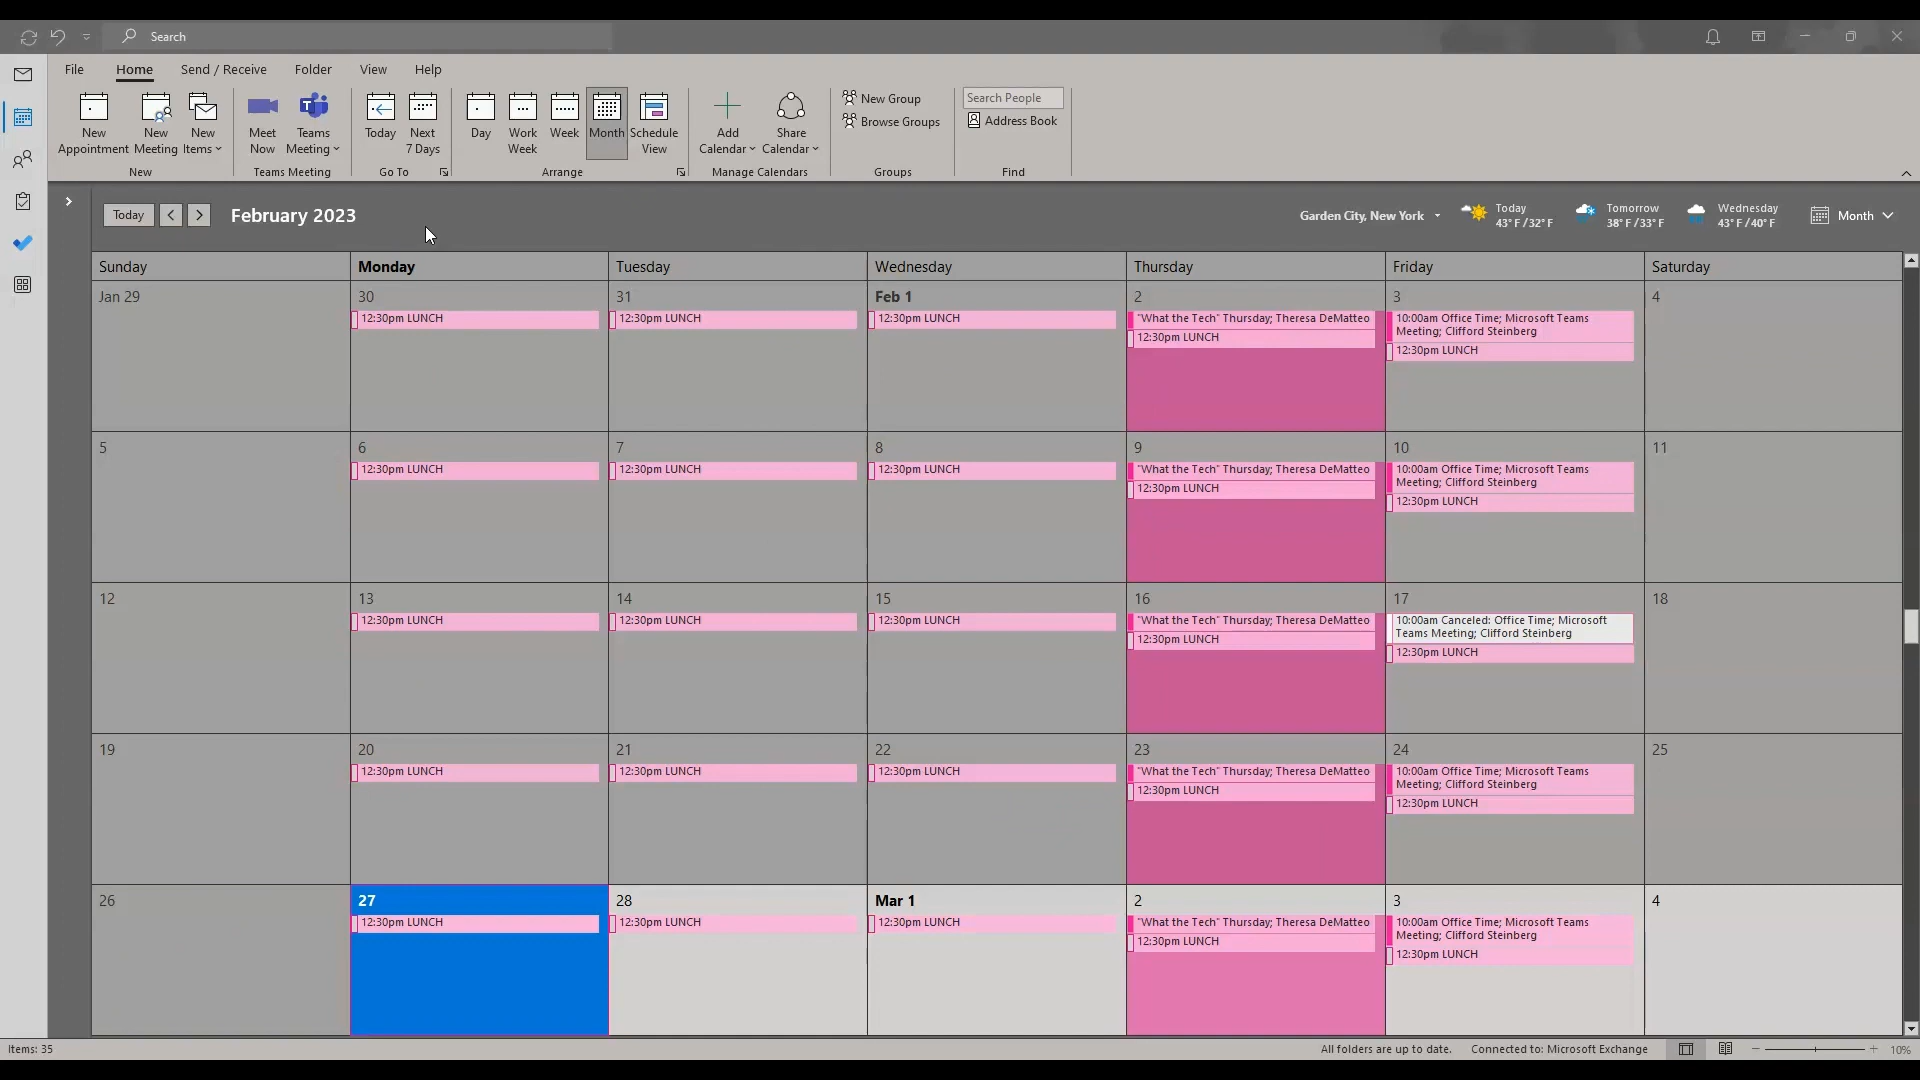 Search
File Home Send / Receive Folder View Help
New Appointment
New Meeting
New Items
New
Meet Now
Teams Meeting
Teams Meeting
Today
Next 7 Days
Go To
Day
Work Week
Week
Month
Schedule View
Arrange
Add Calendar
Share Calendar
Manage Calendars
New Group
Browse Groups
Groups
Search People
Address Book
Find
Today
February 2023
Garden City, New York
Today
43° F / 32° F
Tomorrow
38° F / 33° F
Wednesday
43° F / 40° F
Month
Sunday Monday Tuesday Wednesday Thursday Friday Saturday
Jan 29
30
12:30pm LUNCH
31
12:30pm LUNCH
Feb 1
12:30pm LUNCH
2
"What the Tech" Thursday; Theresa DeMatteo
12:30pm LUNCH
3
10:00am Office Time; Microsoft Teams
Meeting; Clifford Steinberg
12:30pm LUNCH
4
5
6
12:30pm LUNCH
7
12:30pm LUNCH
8
12:30pm LUNCH
9
"What the Tech" Thursday; Theresa DeMatteo
12:30pm LUNCH
10
10:00am Office Time; Microsoft Teams
Meeting; Clifford Steinberg
12:30pm LUNCH
11
12
13
12:30pm LUNCH
14
12:30pm LUNCH
15
12:30pm LUNCH
16
"What the Tech" Thursday; Theresa DeMatteo
12:30pm LUNCH
17
10:00am Canceled: Office Time; Microsoft
Teams Meeting; Clifford Steinberg
12:30pm LUNCH
18
19
20
12:30pm LUNCH
21
12:30pm LUNCH
22
12:30pm LUNCH
23
"What the Tech" Thursday; Theresa DeMatteo
12:30pm LUNCH
24
10:00am Office Time; Microsoft Teams
Meeting; Clifford Steinberg
12:30pm LUNCH
25
26
27
12:30pm LUNCH
28
12:30pm LUNCH
Mar 1
12:30pm LUNCH
2
"What the Tech" Thursday; Theresa DeMatteo
12:30pm LUNCH
3
10:00am Office Time; Microsoft Teams
Meeting; Clifford Steinberg
12:30pm LUNCH
4
Items: 35
All folders are up to date.
Connected to: Microsoft Exchange
10%